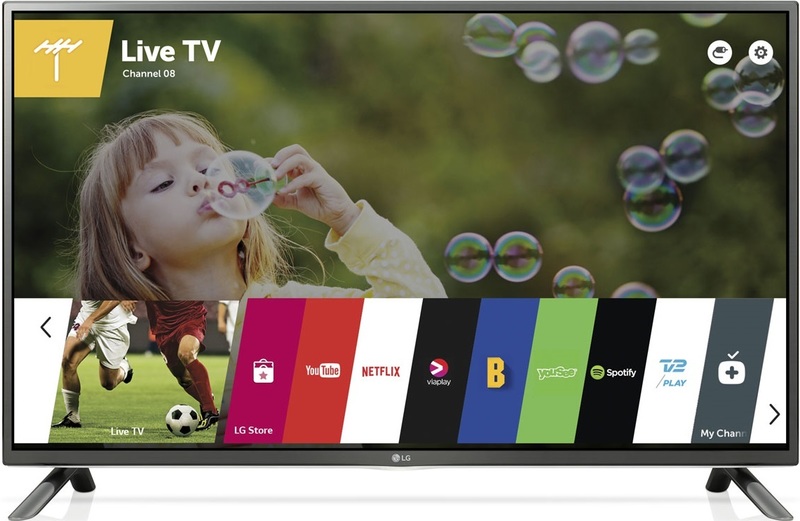 Live TV
Channel 08
Live TV
LG Store
YouTube
NETFLIX
viaplay
B
YouSee
Spotify
TV2
/PLAY
My Chann
LG